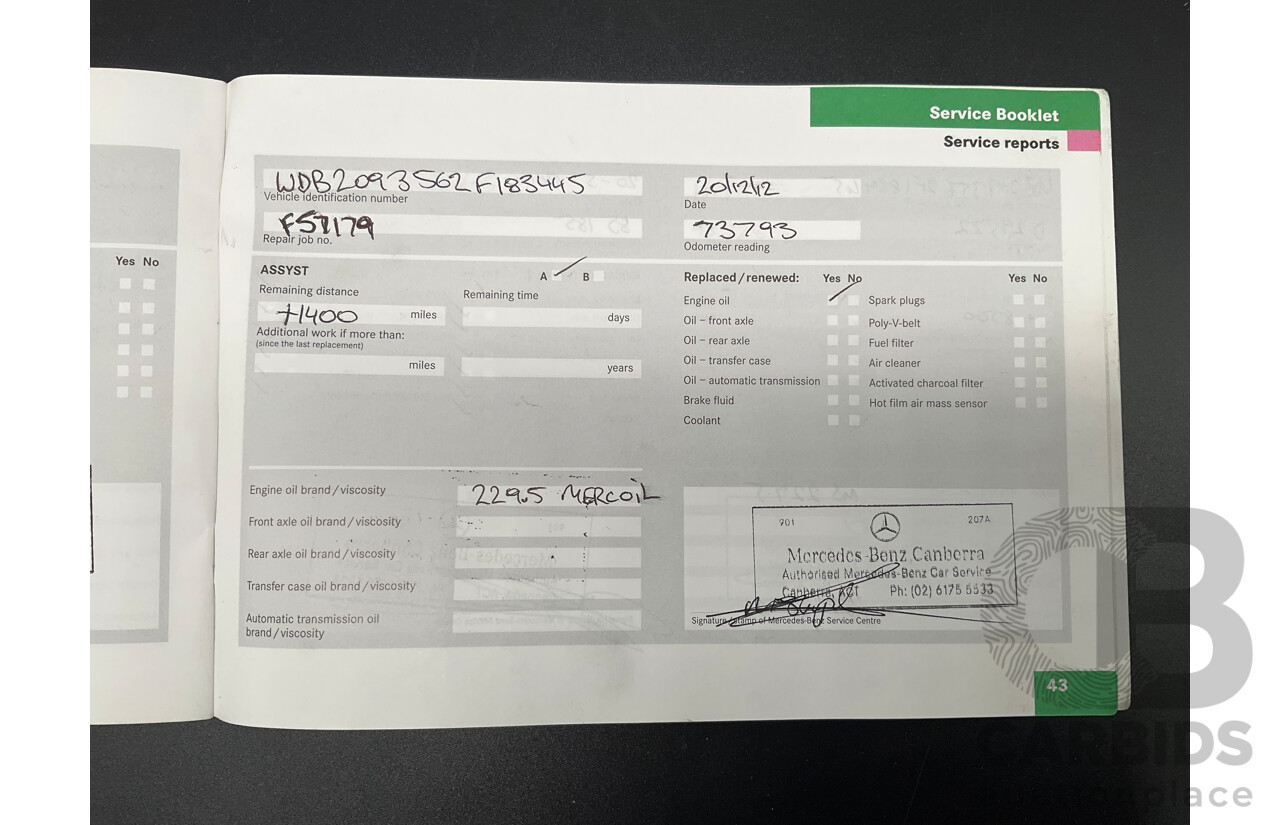 Service Booklet
Service reports
WDB2093562F183445
Vehicle identification number
20/12/12
Date
F57179
Repair job no.
73793
Odometer reading
Yes No
ASSYST
A B
Remaining distance
Remaining time
+1400 miles
days
Additional work if more than:
(since the last replacement)
miles
years
Replaced/renewed: Yes No
Yes No
Engine oil
Spark plugs
Oil – front axle
Poly-V-belt
Oil – rear axle
Fuel filter
Oil – transfer case
Air cleaner
Oil – automatic transmission
Activated charcoal filter
Brake fluid
Hot film air mass sensor
Coolant
Engine oil brand/viscosity
229.5 MERCOIL
Front axle oil brand/viscosity
Rear axle oil brand/viscosity
Transfer case oil brand/viscosity
Automatic transmission oil
brand/viscosity
901 207A
Mercedes-Benz Canberra
Authorised Mercedes-Benz Car Service
Canberra, ACT Ph: (02) 6175 5533
Signature/stamp of Mercedes-Benz Service Centre
43
CARBIDS
auctionplace